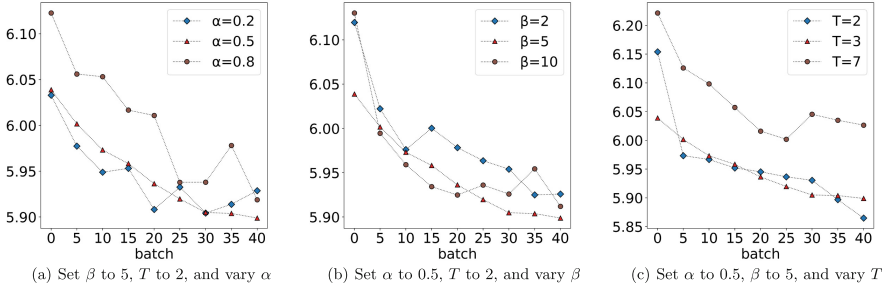 6.10
6.05
6.00
5.95
5.90
α=0.2
α=0.5
α=0.8
0 5 10 15 20 25 30 35 40
batch
(a) Set β to 5, T to 2, and vary α
6.10
6.05
6.00
5.95
5.90
β=2
β=5
β=10
0 5 10 15 20 25 30 35 40
batch
(b) Set α to 0.5, T to 2, and vary β
6.20
6.15
6.10
6.05
6.00
5.95
5.90
5.85
T=2
T=3
T=7
0 5 10 15 20 25 30 35 40
batch
(c) Set α to 0.5, β to 5, and vary T